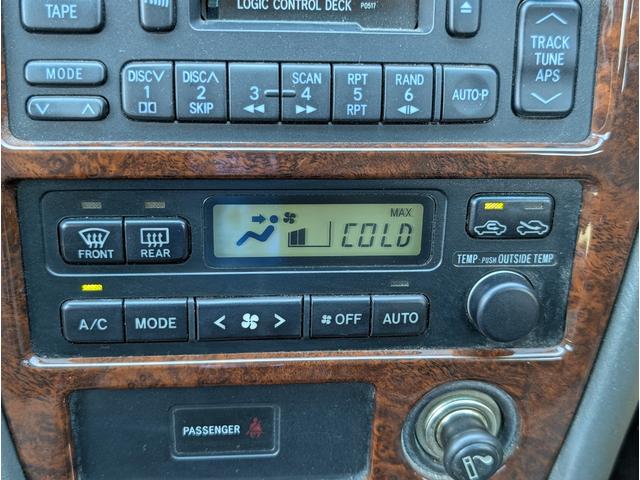 LOGIC CONTROL DECK P0517
TAPE
TRACK
TUNE
APS
MODE
DISC 1
DISC 2 SKIP
3
SCAN 4
RPT 5 RPT
RAND 6
AUTO-P
MAX
COLD
FRONT
REAR
TEMP-PUSH OUTSIDE TEMP
A/C
MODE
OFF
AUTO
PASSENGER